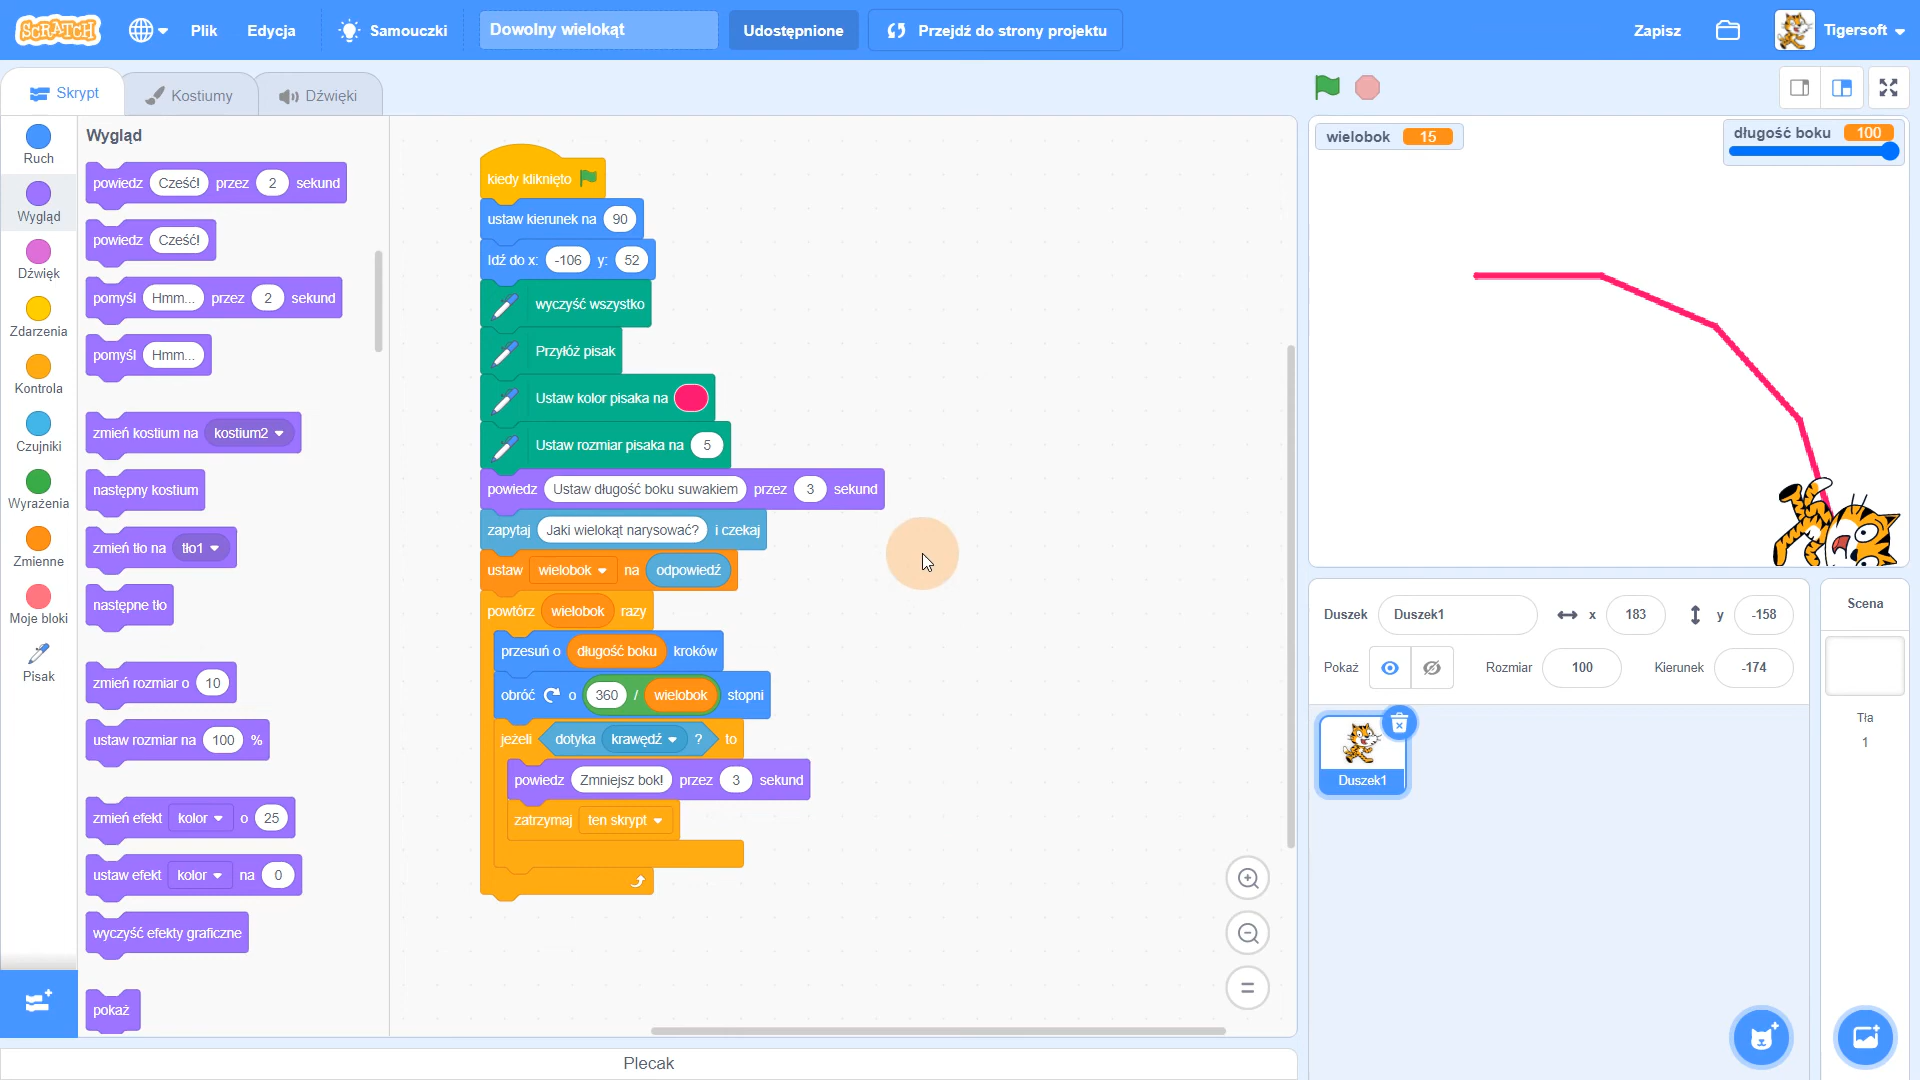 SCRATCH
Plik
Edycja
Samouczki
Dowolny wielokąt
Udostępnione
Przejdź do strony projektu
Zapisz
Tigersoft
Skrypt
Kostiumy
Dźwięki
Ruch
Wygląd
Dźwięk
Zdarzenia
Kontrola
Czujniki
Wyrażenia
Zmienne
Moje bloki
Pisak
Wygląd
powiedz Cześć! przez 2 sekund
powiedz Cześć!
pomyśl Hmm... przez 2 sekund
pomyśl Hmm...
zmień kostium na kostium2
następny kostium
zmień tło na tło1
następne tło
zmień rozmiar o 10
ustaw rozmiar na 100 %
zmień efekt kolor o 25
ustaw efekt kolor na 0
wyczyść efekty graficzne
pokaż
kiedy kliknięto
ustaw kierunek na 90
Idź do x: -106 y: 52
wyczyść wszystko
Przyłóż pisak
Ustaw kolor pisaka na
Ustaw rozmiar pisaka na 5
powiedz Ustaw długość boku suwakiem przez 3 sekund
zapytaj Jaki wielokąt narysować? i czekaj
ustaw wielobok na odpowiedź
powtórz wielobok razy
przesuń o długość boku kroków
obróć o 360 / wielobok stopni
jeżeli dotyka krawędź ? to
powiedz Zmniejsz bok! przez 3 sekund
zatrzymaj ten skrypt
Plecak
wielobok 15
długość boku 100
Duszek Duszek1 x 183 y -158
Pokaż Rozmiar 100 Kierunek -174
Duszek1
Scena
Tła
1